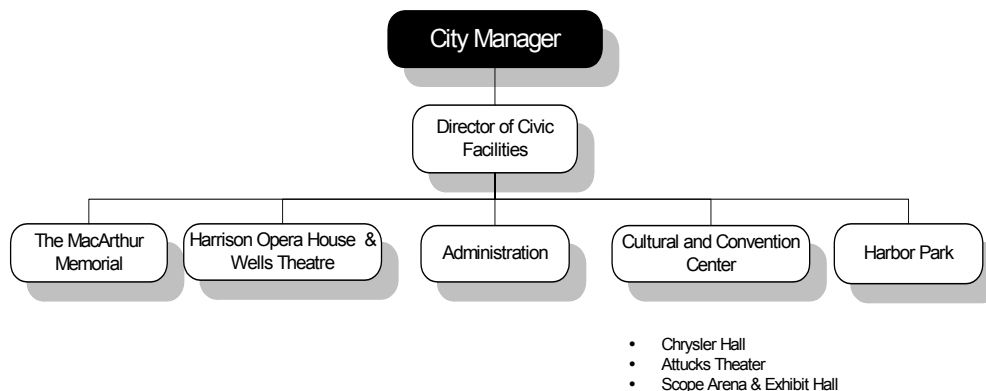 City Manager
Director of Civic
Facilities
The MacArthur
Memorial
Harrison Opera House &
Wells Theatre
Administration
Cultural and Convention
Center
Harbor Park
• Chrysler Hall
• Attucks Theater
• Scope Arena & Exhibit Hall